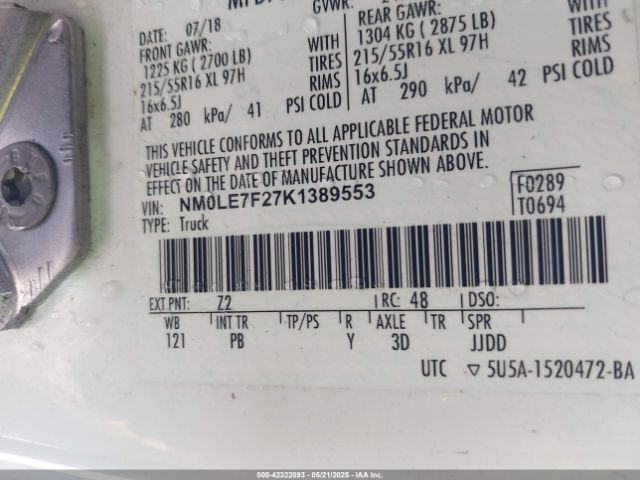 DATE: 07/18
FRONT GAWR: WITH
1225 KG ( 2700 LB) TIRES
215/55R16 XL 97H RIMS
16x6.5J
AT 280 kPa/ 41 PSI COLD
GVWR:
REAR GAWR: WITH
1304 KG ( 2875 LB) TIRES
215/55R16 XL 97H RIMS
16x6.5J
AT 290 kPa/ 42 PSI COLD
THIS VEHICLE CONFORMS TO ALL APPLICABLE FEDERAL MOTOR
VEHICLE SAFETY AND THEFT PREVENTION STANDARDS IN
EFFECT ON THE DATE OF MANUFACTURE SHOWN ABOVE.
VIN: NM0LE7F27K1389553
TYPE: Truck
F0289
T0694
EXT PNT: Z2 RC: 48 DSO:
WB INT TR TP/PS R AXLE TR SPR
121 PB Y 3D JJDD
UTC ▽ 5U5A-1520472-BA
000-42322893 - 05/21/2025 - IAAI.COM